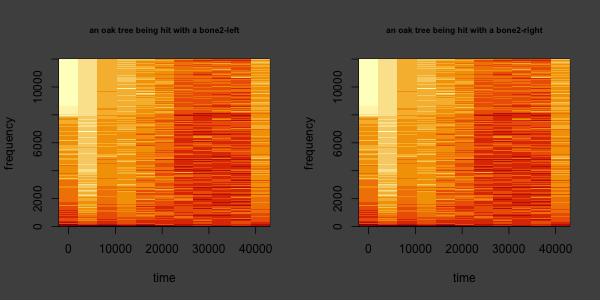 an oak tree being hit with a bone2-left
frequency
10000
6000
2000
0
0 10000 20000 30000 40000
time
an oak tree being hit with a bone2-right
frequency
10000
6000
2000
0
0 10000 20000 30000 40000
time